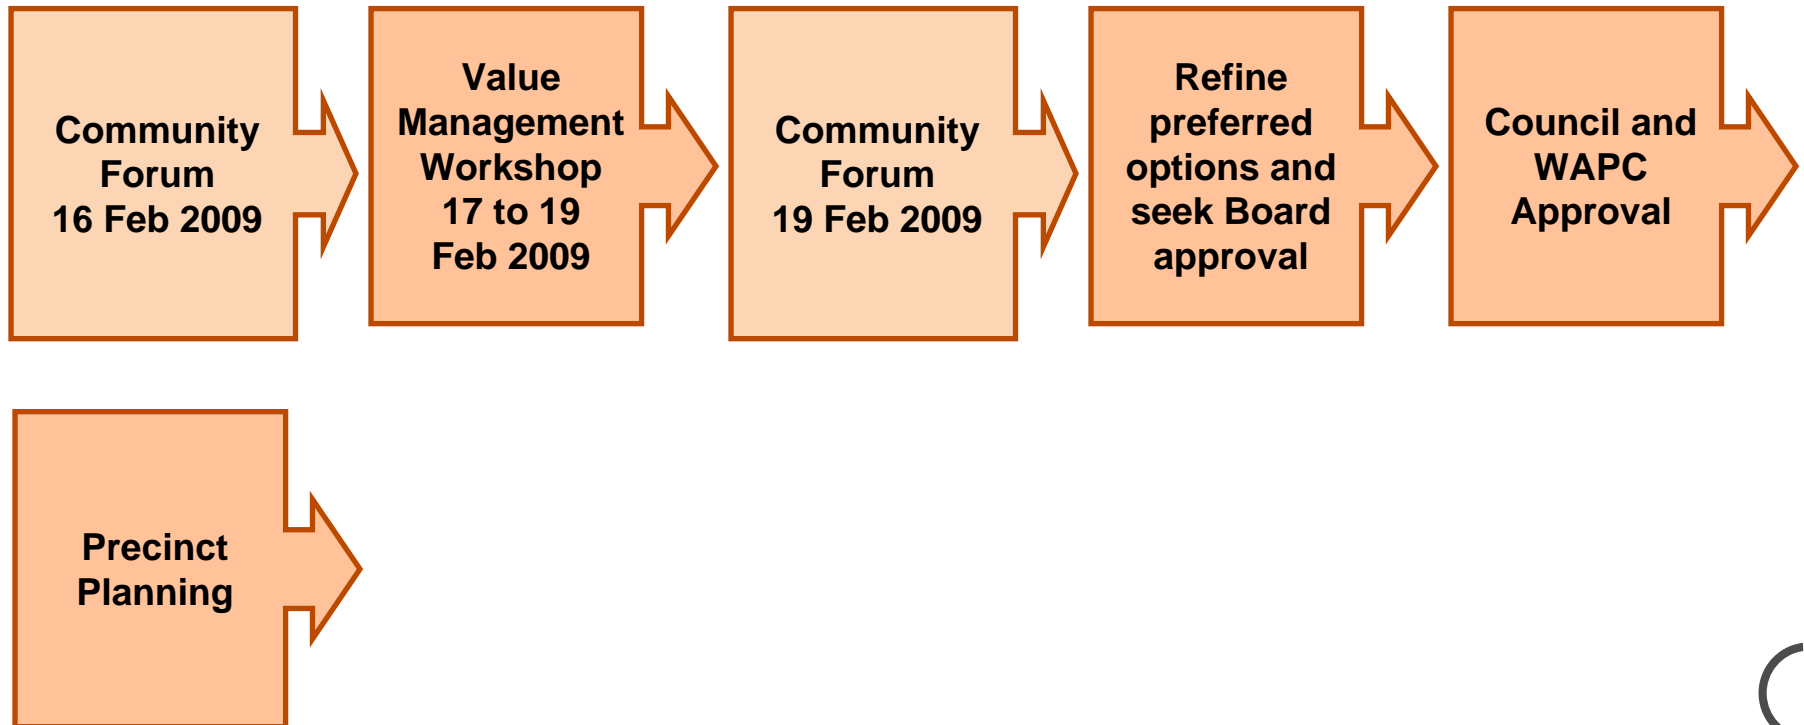 Community
Forum
16 Feb 2009
Value
Management
Workshop
17 to 19
Feb 2009
Community
Forum
19 Feb 2009
Refine
preferred
options and
seek Board
approval
Council and
WAPC
Approval
Precinct
Planning